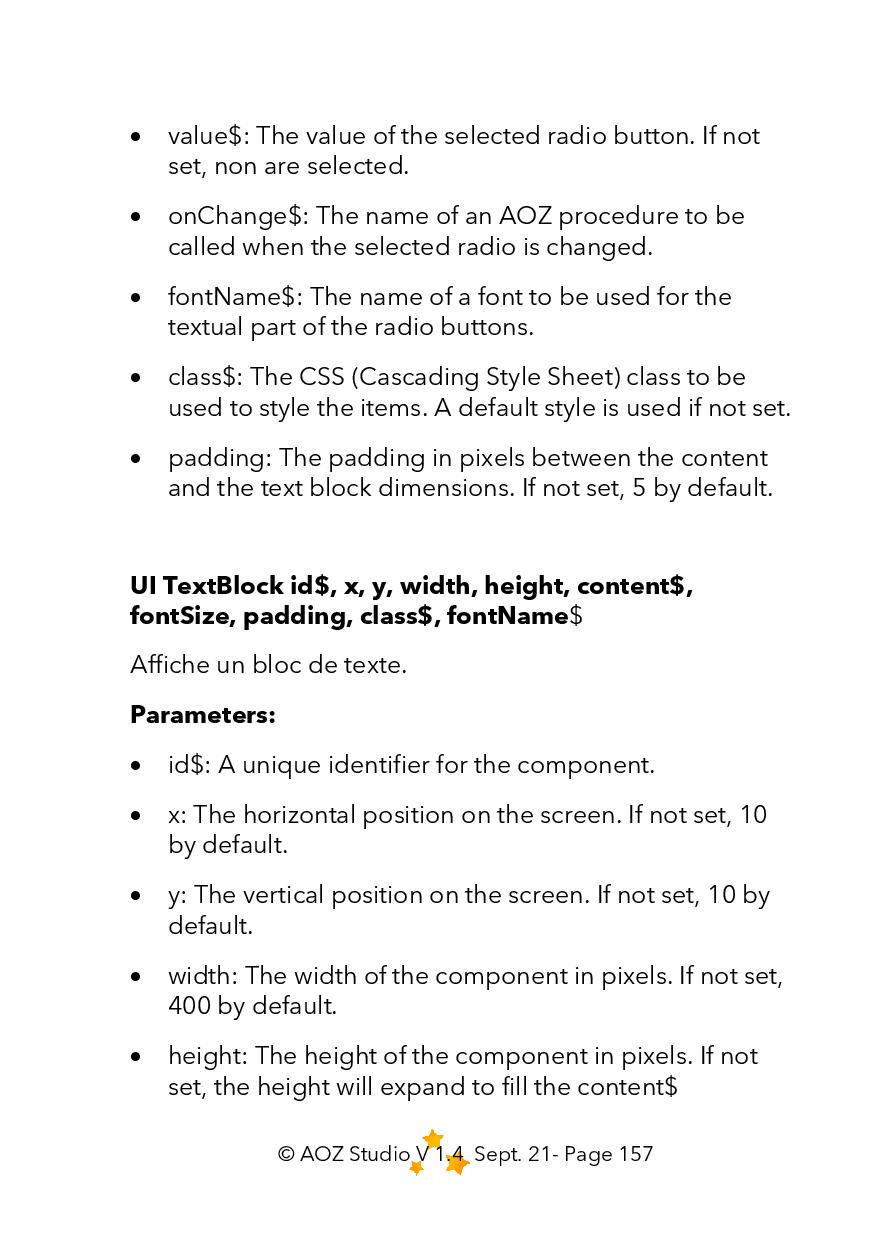 • value$: The value of the selected radio button. If not
set, non are selected.
• onChange$: The name of an AOZ procedure to be
called when the selected radio is changed.
• fontName$: The name of a font to be used for the
textual part of the radio buttons.
• class$: The CSS (Cascading Style Sheet) class to be
used to style the items. A default style is used if not set.
• padding: The padding in pixels between the content
and the text block dimensions. If not set, 5 by default.
UI TextBlock id$, x, y, width, height, content$,
fontSize, padding, class$, fontName$
Affiche un bloc de texte.
Parameters:
• id$: A unique identifier for the component.
• x: The horizontal position on the screen. If not set, 10
by default.
• y: The vertical position on the screen. If not set, 10 by
default.
• width: The width of the component in pixels. If not set,
400 by default.
• height: The height of the component in pixels. If not
set, the height will expand to fill the content$
© AOZ Studio V 1.4 Sept. 21- Page 157